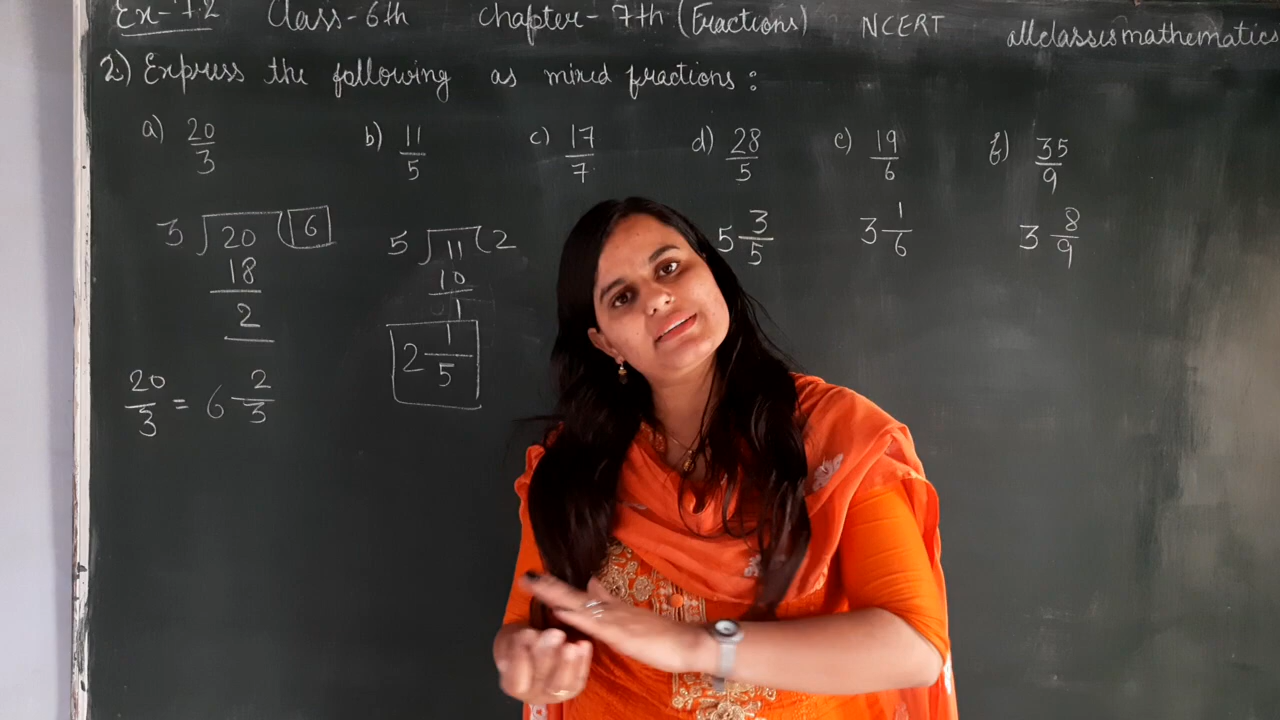 Ex-7.2 Class-6th Chapter-7th (Fractions) NCERT allclassesmathematics
2) Express the following as mixed fractions:
a) 20/3 b) 11/5 c) 17/7 d) 28/5 e) 19/6 f) 35/9
3 ) 20 ( 6
18
2
20/3 = 6 2/3
5 ) 11 ( 2
10
1
2 1/5
5 3/5
3 1/6
3 8/9